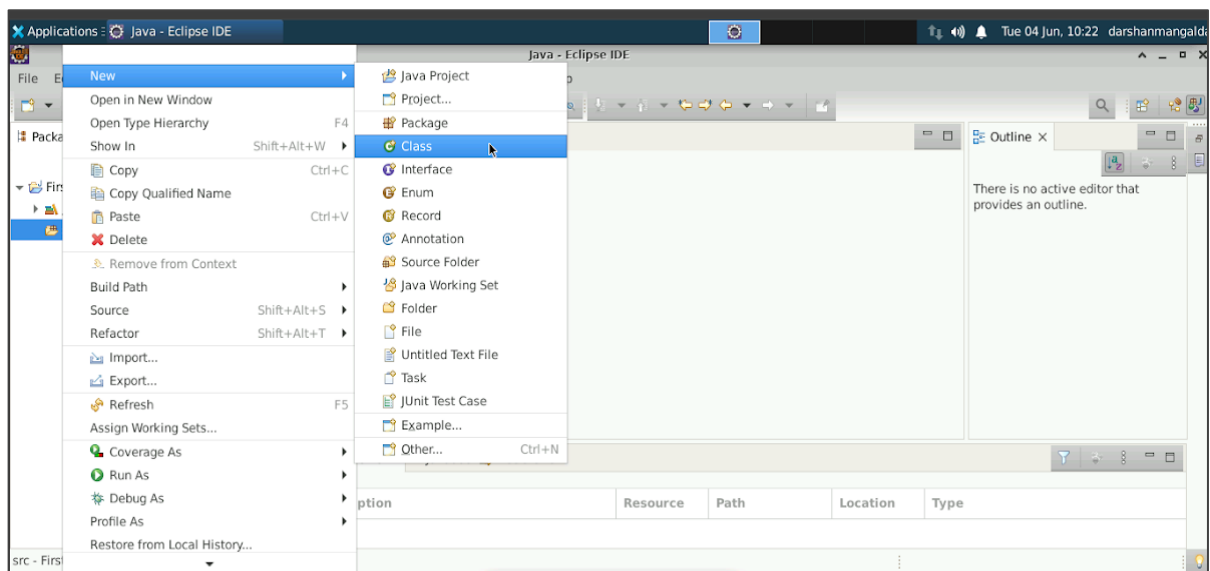 Applications
Java - Eclipse IDE
Tue 04 Jun, 10:22 darshanmangalda
Java - Eclipse IDE
File
New
Open in New Window
Open Type Hierarchy F4
Show In Shift+Alt+W
Copy Ctrl+C
Copy Qualified Name
Paste Ctrl+V
Delete
Remove from Context
Build Path
Source Shift+Alt+S
Refactor Shift+Alt+T
Import...
Export...
Refresh F5
Assign Working Sets...
Coverage As
Run As
Debug As
Profile As
Restore from Local History...
Java Project
Project...
Package
Class
Interface
Enum
Record
Annotation
Source Folder
Java Working Set
Folder
File
Untitled Text File
Task
JUnit Test Case
Example...
Other... Ctrl+N
Packa
Firs
Outline
There is no active editor that
provides an outline.
ption Resource Path Location Type
src - First